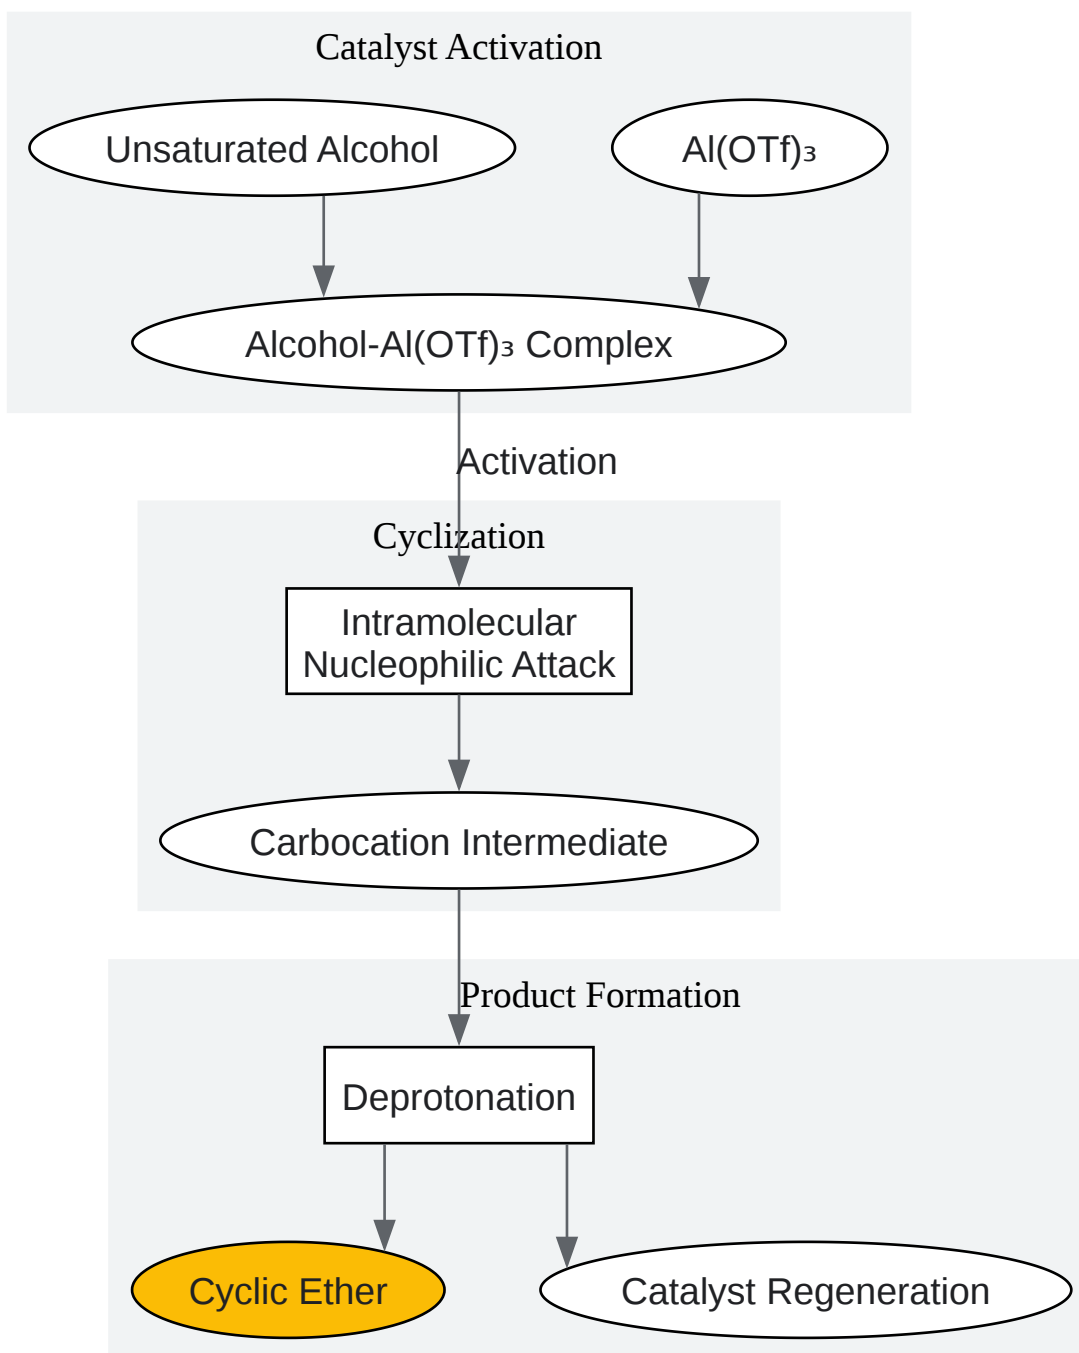 Catalyst Activation
Unsaturated Alcohol
Al(OTf)₃
Alcohol-Al(OTf)₃ Complex
Activation
Cyclization
Intramolecular
Nucleophilic Attack
Carbocation Intermediate
Product Formation
Deprotonation
Cyclic Ether
Catalyst Regeneration